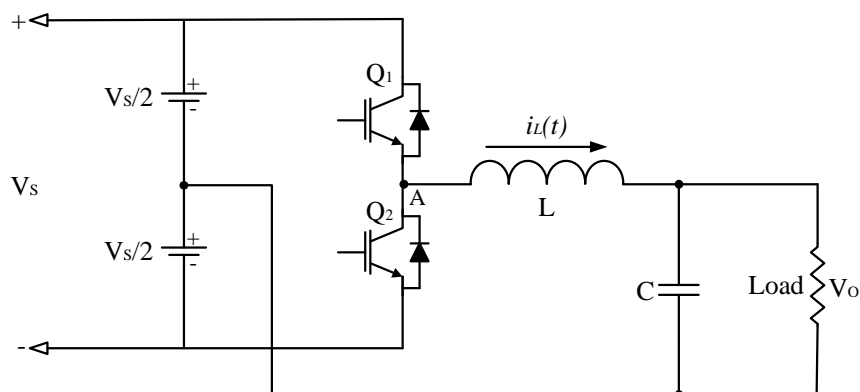 +
Q1
VS/2
+
-
iL(t)
VS
A
L
Q2
VS/2
+
-
C
Load
VO
-